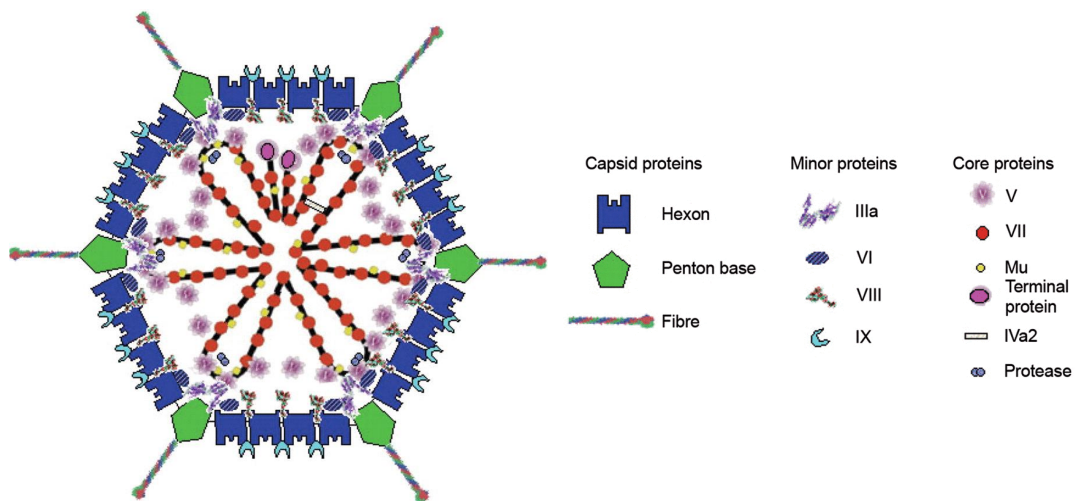 Capsid proteins
Hexon
Penton base
Fibre
Minor proteins
IIIa
VI
VIII
IX
Core proteins
V
VII
Mu
Terminal
protein
IVa2
Protease